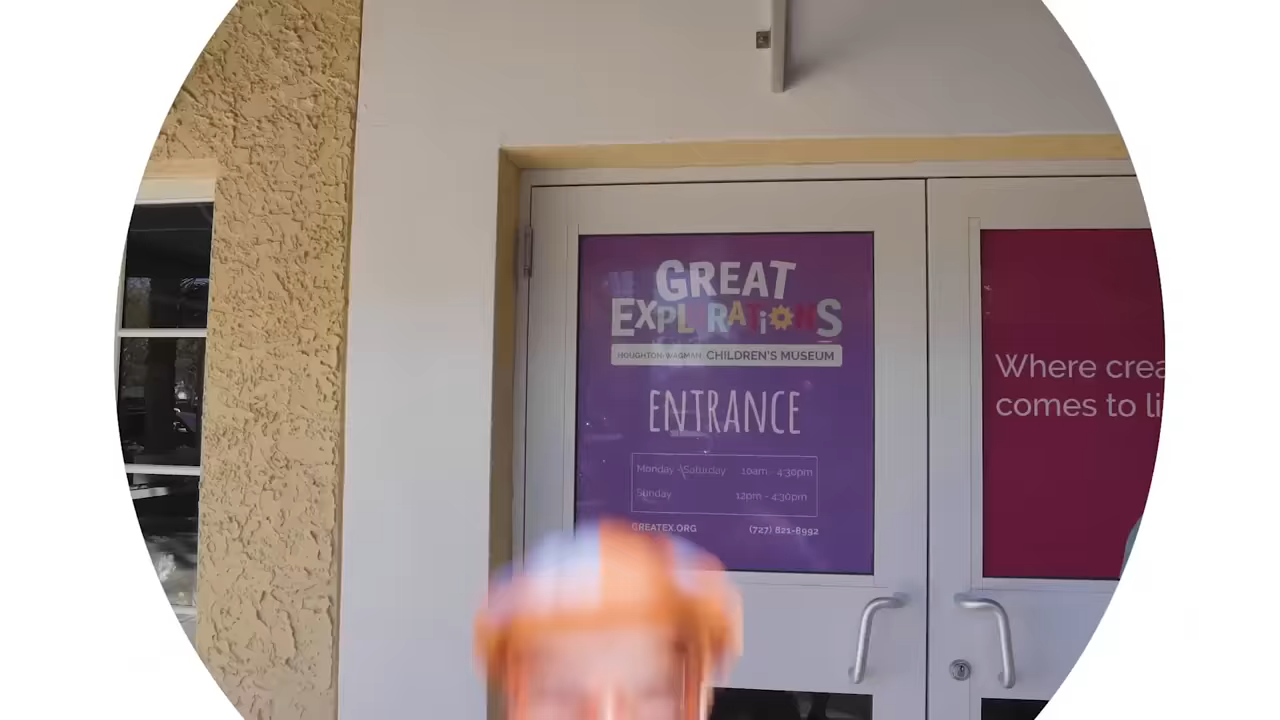 GREAT
EXPLORATIONS
HOUGHTON-WAGMAN CHILDREN'S MUSEUM
ENTRANCE
Monday - Saturday 10am - 4:30pm
Sunday 12pm - 4:30pm
GREATEX.ORG (727) 821-8992
Where crea
comes to li